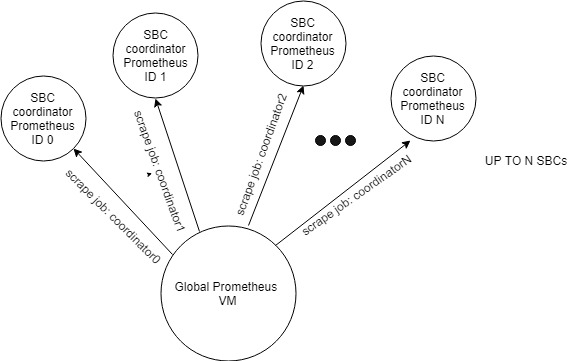 SBC
coordinator
Prometheus
ID 0
SBC
coordinator
Prometheus
ID 1
SBC
coordinator
Prometheus
ID 2
SBC
coordinator
Prometheus
ID N
scrape job: coordinator0
scrape job: coordinator1
scrape job: coordinator2
scrape job: coordinatorN
UP TO N SBCs
Global Prometheus
VM